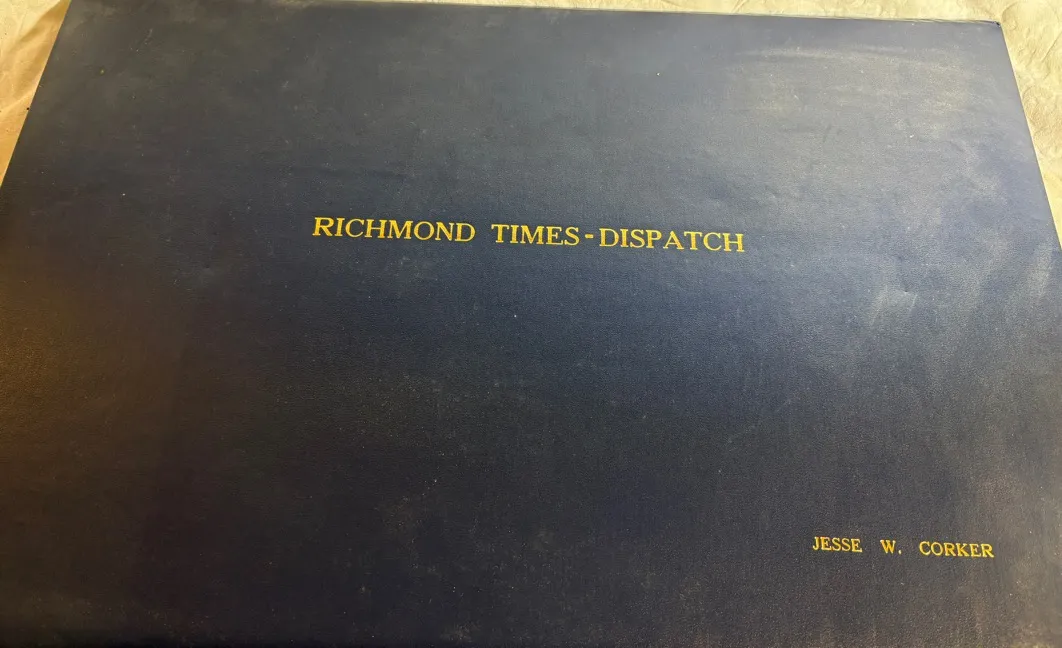 RICHMOND TIMES-DISPATCH
JESSE W. CORKER